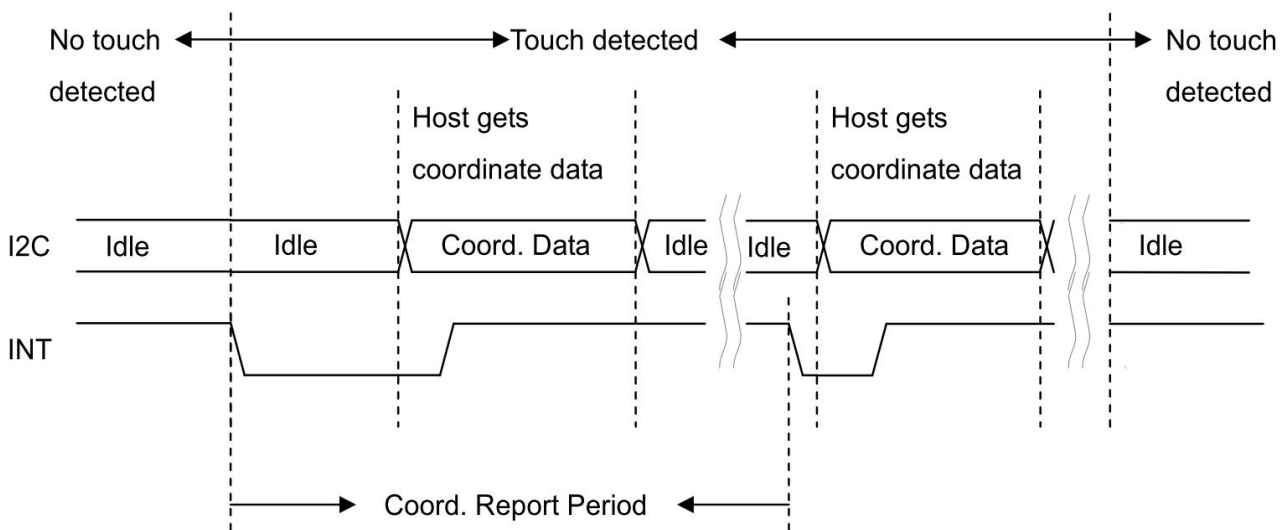 No touch
detected
Touch detected
No touch
detected
Host gets
coordinate data
Host gets
coordinate data
I2C
Idle
Idle
Coord. Data
Idle
Idle
Coord. Data
Idle
INT
Coord. Report Period